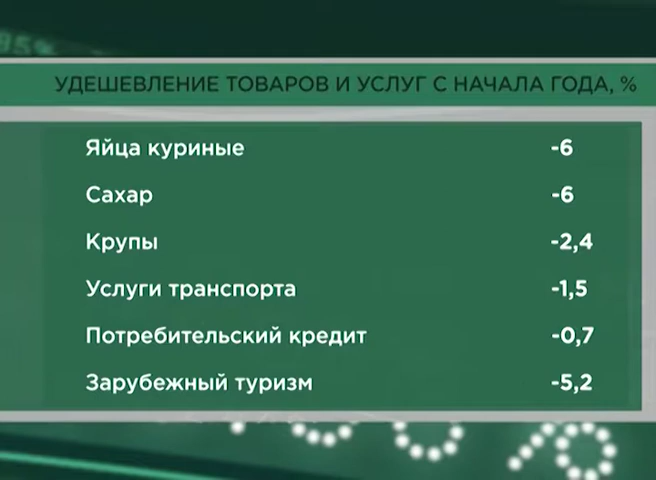 85%
УДЕШЕВЛЕНИЕ ТОВАРОВ И УСЛУГ С НАЧАЛА ГОДА, %
Яйца куриные -6
Сахар -6
Крупы -2,4
Услуги транспорта -1,5
Потребительский кредит -0,7
Зарубежный туризм -5,2